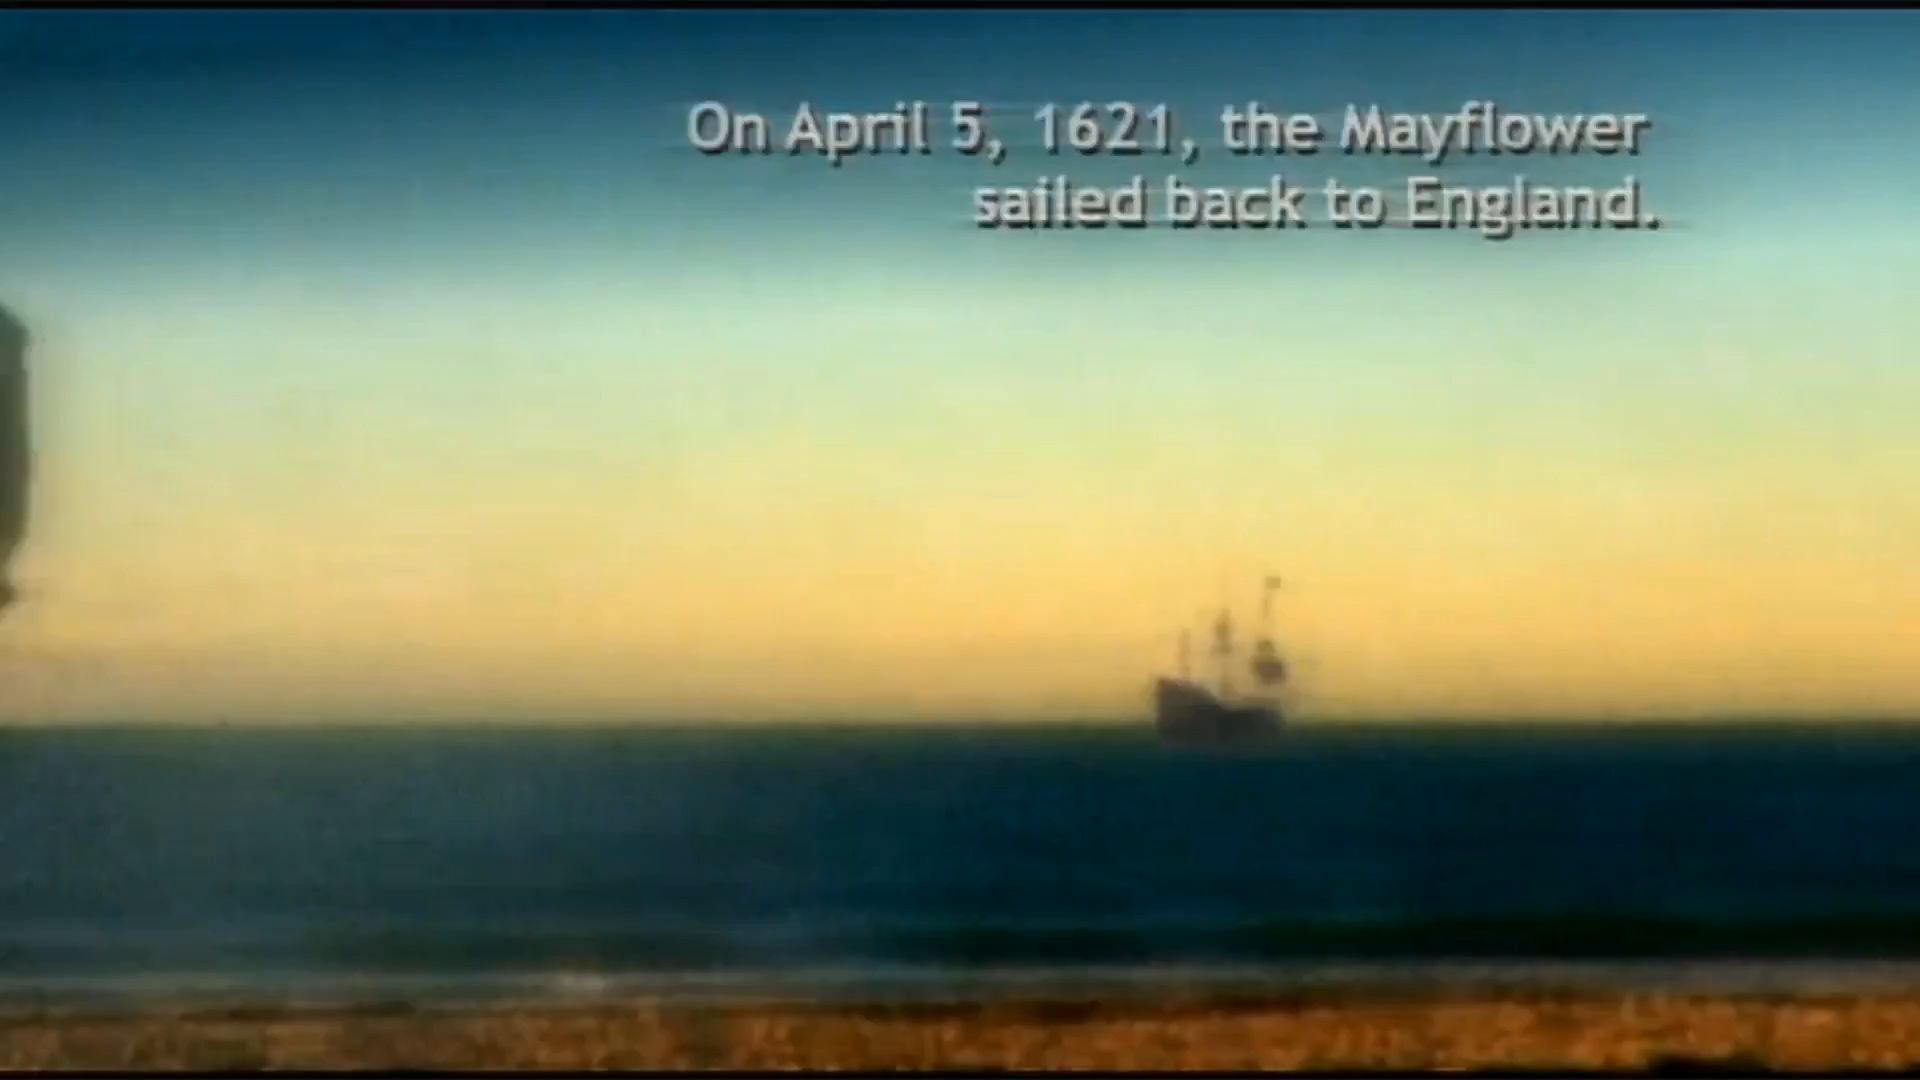 On April 5, 1621, the Mayflower
sailed back to England.